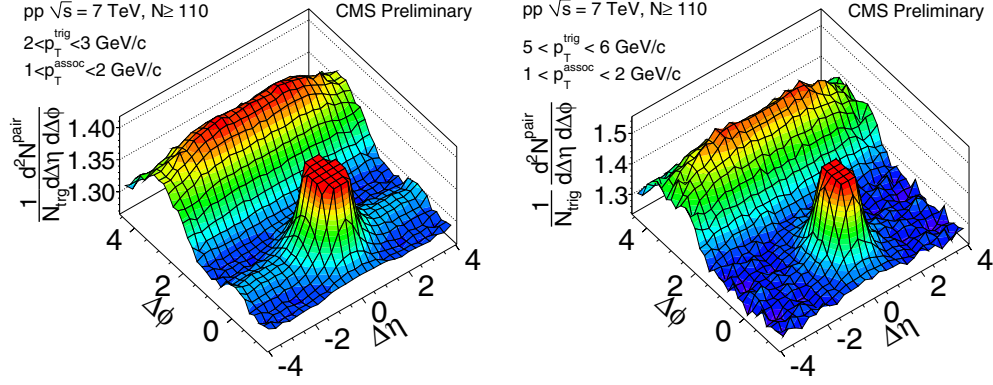 pp √s = 7 TeV, N≥ 110
CMS Preliminary
2<p_T^trig<3 GeV/c
1<p_T^assoc<2 GeV/c
1/N_trg d²N^pair/dΔη dΔϕ
1.40
1.35
1.30
4
2
0
Δϕ
-4
-2
0
2
4
Δη
pp √s = 7 TeV, N≥ 110
CMS Preliminary
5 < p_T^trig < 6 GeV/c
1 < p_T^assoc < 2 GeV/c
1/N_trig d²N^pair/dΔη dΔϕ
1.5
1.4
1.3
4
2
0
Δϕ
-4
-2
0
2
4
Δη